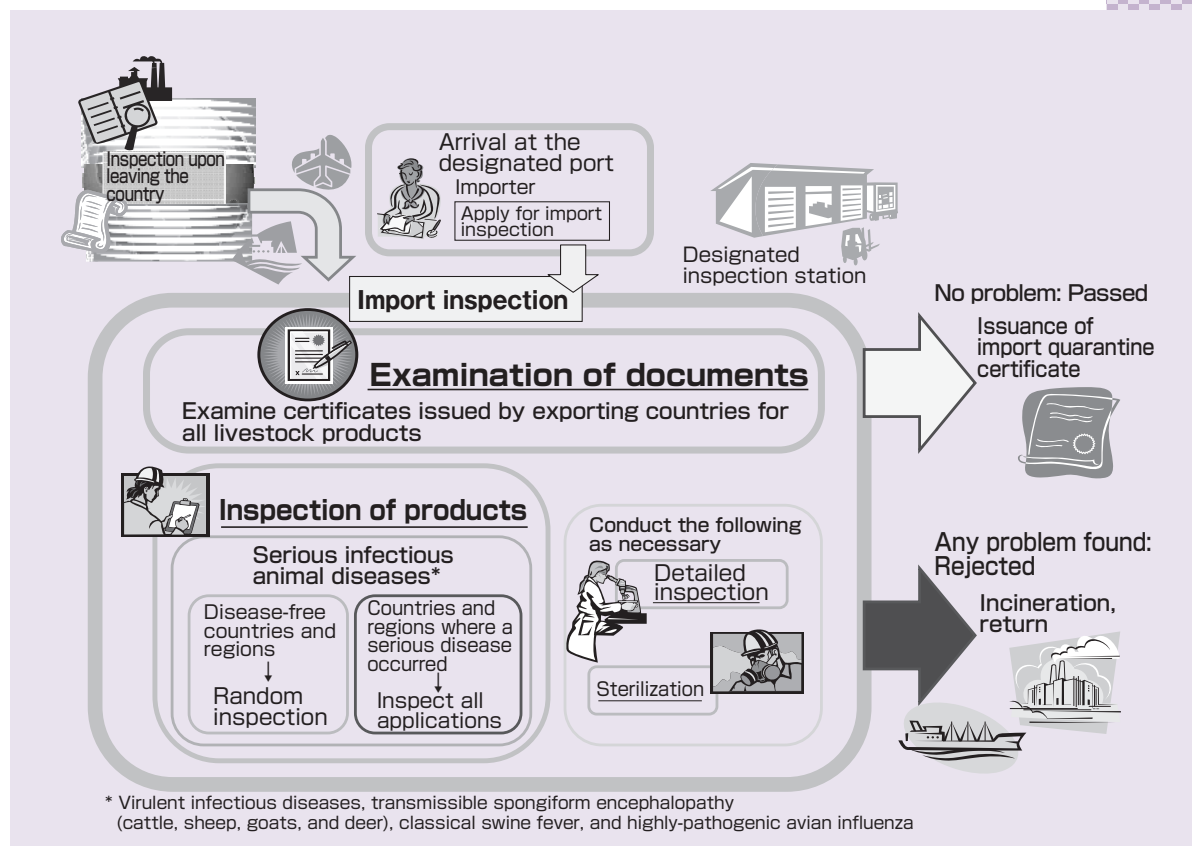 Inspection upon
leaving the
country
Arrival at the
designated port
Importer
Apply for import
inspection
Designated
inspection station
Import inspection
Examination of documents
Examine certificates issued by exporting countries for
all livestock products
Inspection of products
Serious infectious
animal diseases*
Disease-free
countries and
regions
↓
Random
inspection
Countries and
regions where a
serious disease
occurred
↓
Inspect all
applications
Conduct the following
as necessary
Detailed
inspection
Sterilization
No problem: Passed
Issuance of
import quarantine
certificate
Any problem found:
Rejected
Incineration,
return
* Virulent infectious diseases, transmissible spongiform encephalopathy
(cattle, sheep, goats, and deer), classical swine fever, and highly-pathogenic avian influenza